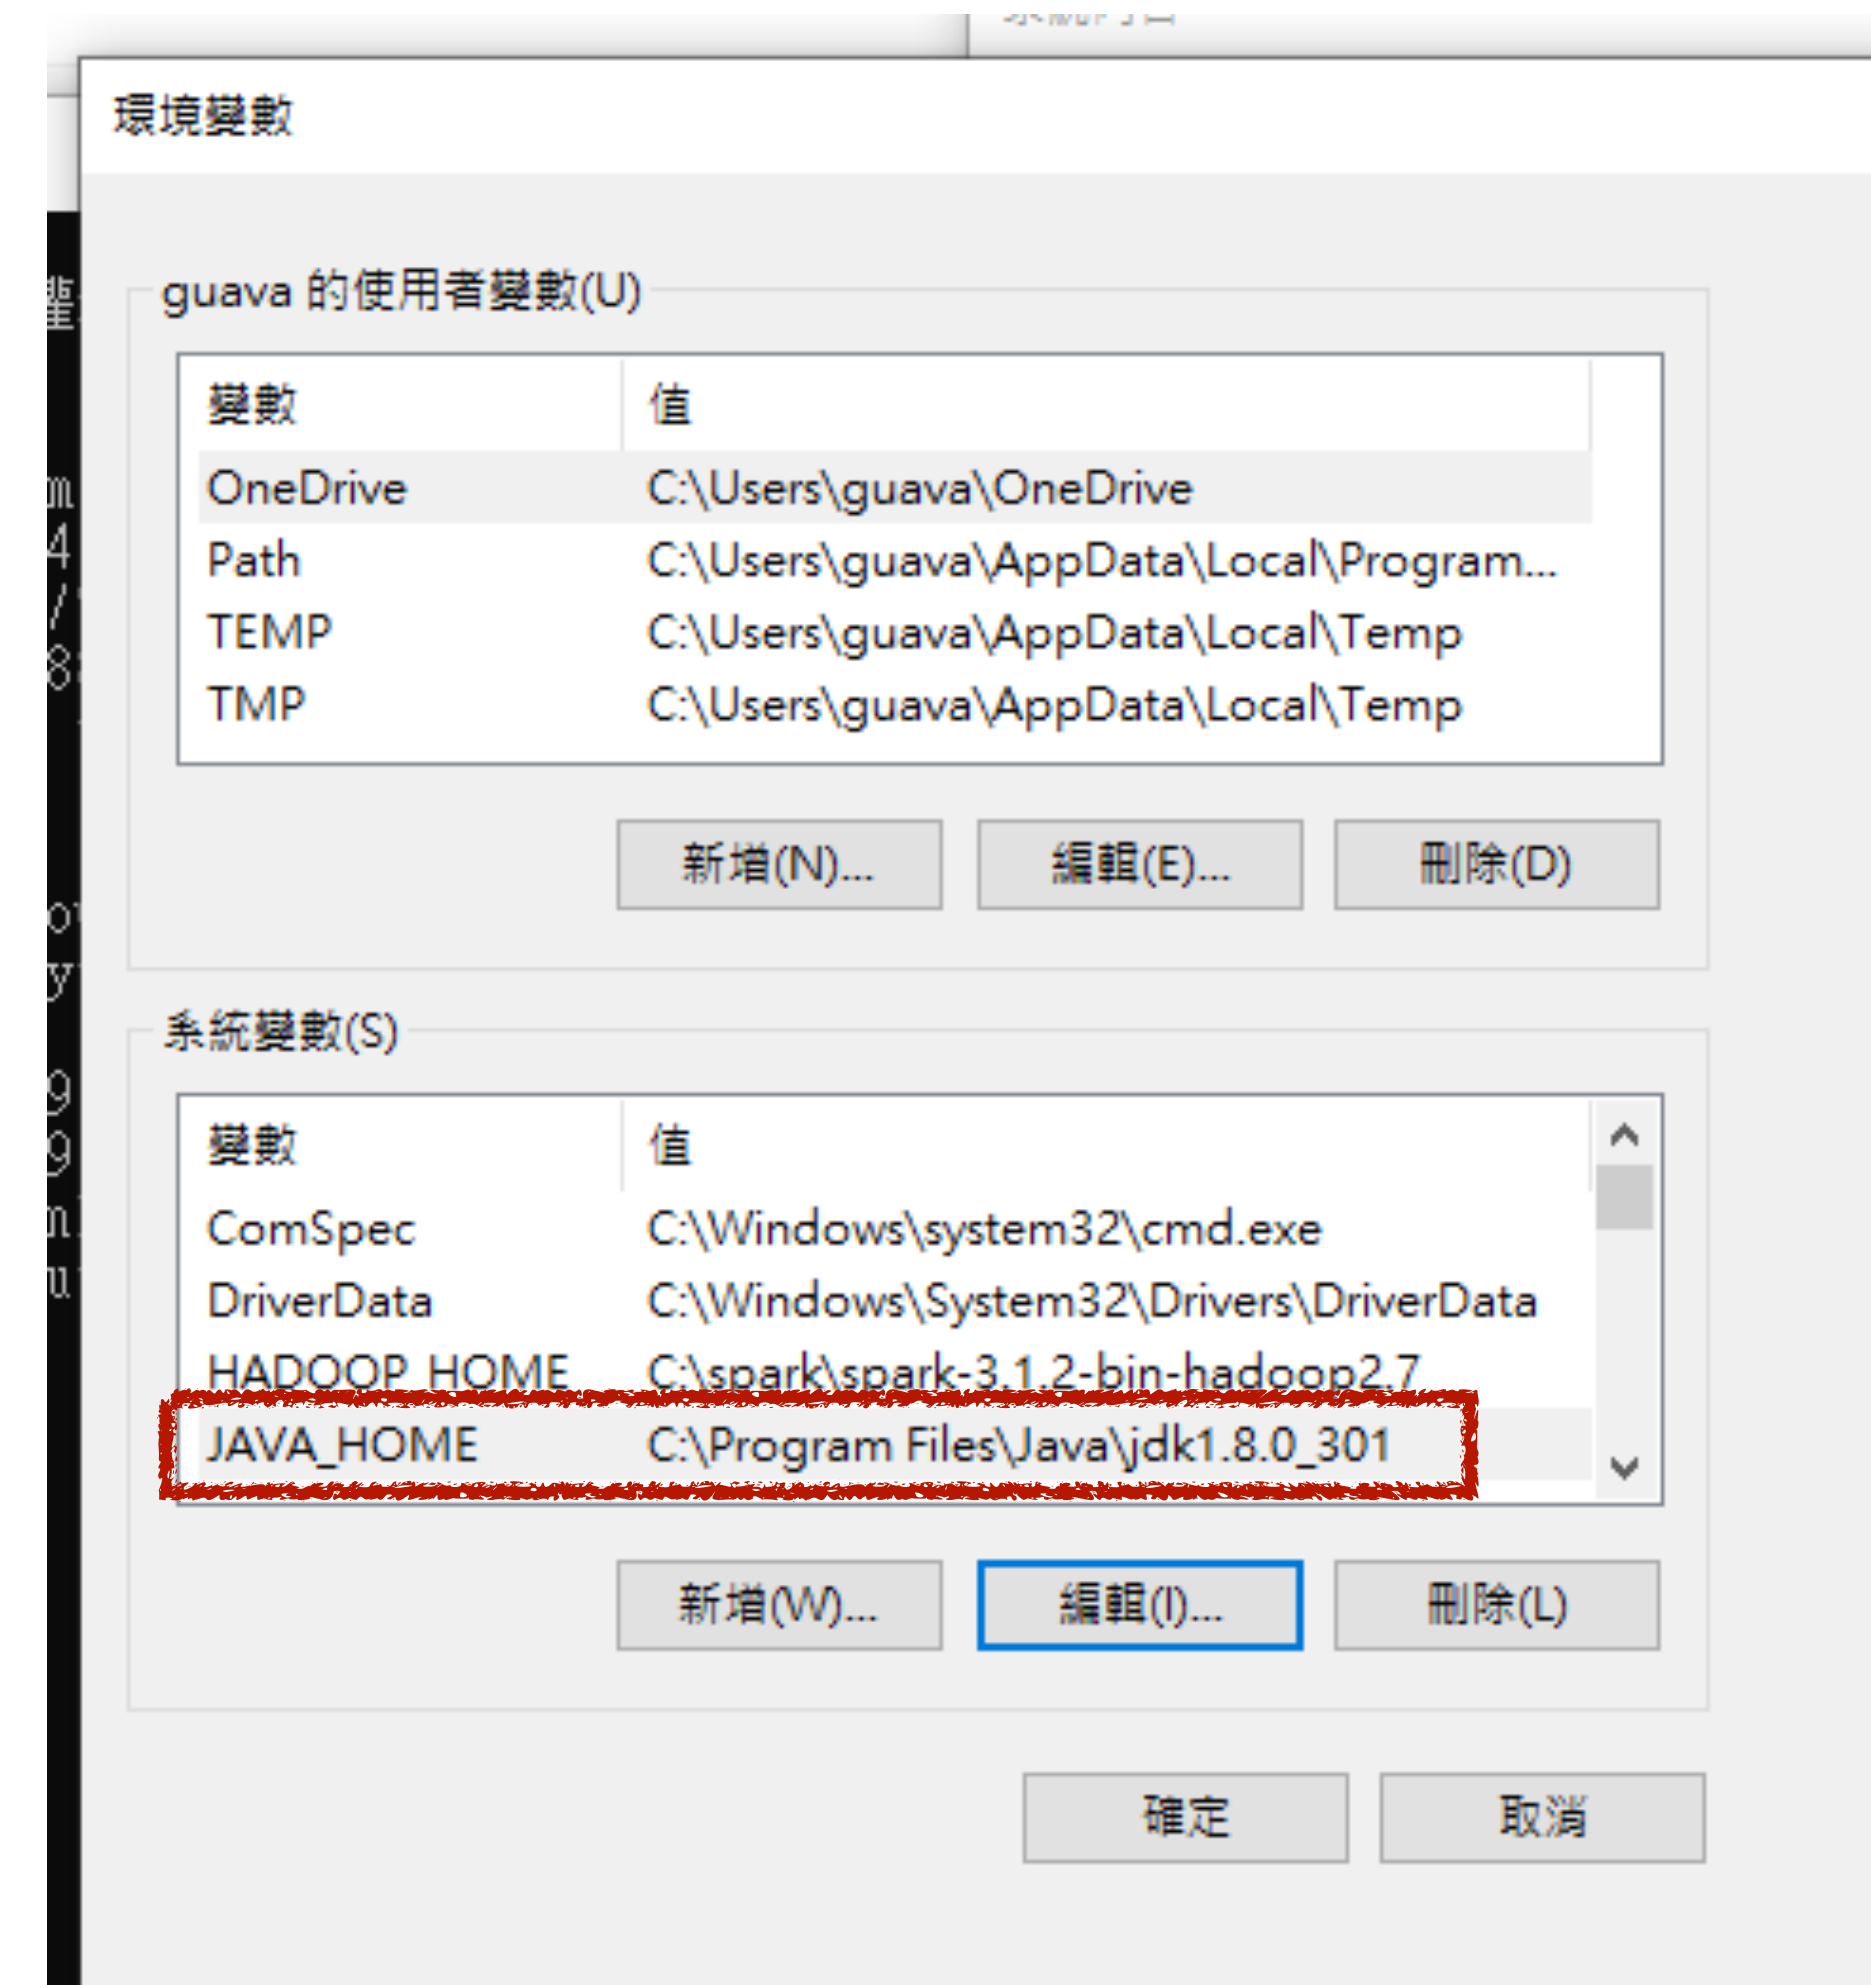 環境變數
guava 的使用者變數(U)
變數 值
OneDrive C:\Users\guava\OneDrive
Path C:\Users\guava\AppData\Local\Program...
TEMP C:\Users\guava\AppData\Local\Temp
TMP C:\Users\guava\AppData\Local\Temp
新增(N)... 編輯(E)... 刪除(D)
系統變數(S)
變數 值
ComSpec C:\Windows\system32\cmd.exe
DriverData C:\Windows\System32\Drivers\DriverData
HADOOP_HOME C:\spark\spark-3.1.2-bin-hadoop2.7
JAVA_HOME C:\Program Files\Java\jdk1.8.0_301
新增(W)... 編輯(I)... 刪除(L)
確定 取消